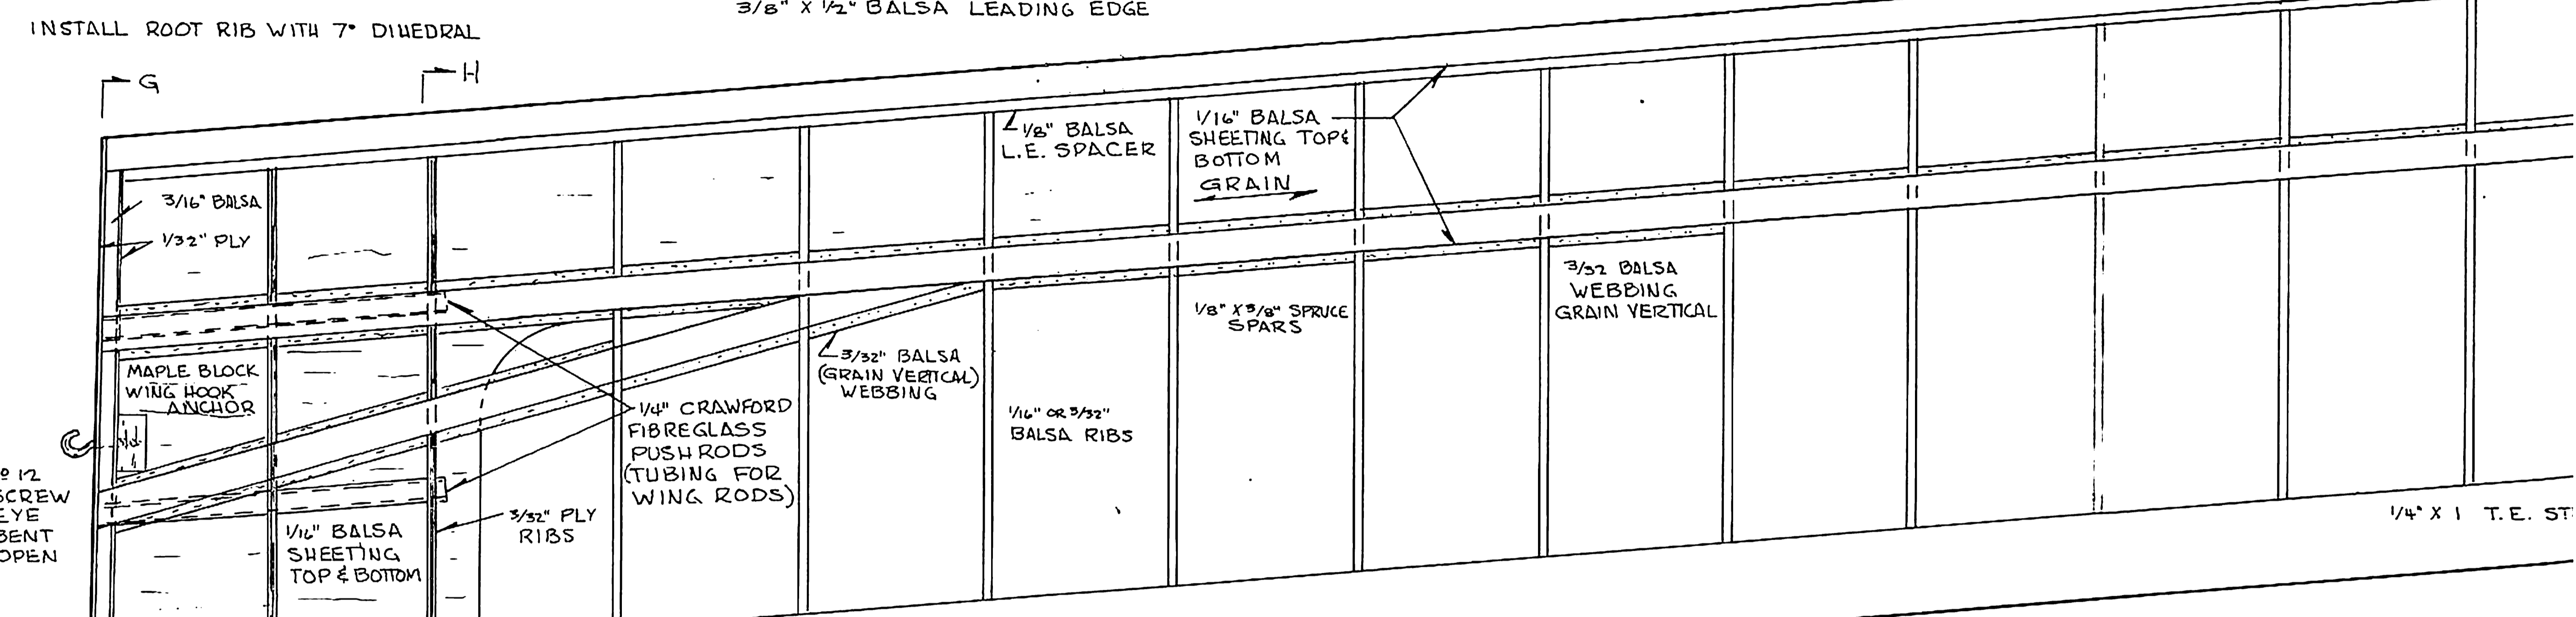 3/8" X 1/2" BALSA LEADING EDGE
INSTALL ROOT RIB WITH 7° DIHEDRAL
G
H
3/16" BALSA
1/32" PLY
1/8" BALSA
L.E. SPACER
1/16" BALSA
SHEETING TOP &
BOTTOM
GRAIN
3/32 BALSA
WEBBING
GRAIN VERTICAL
1/8" X 3/8" SPRUCE
SPARS
MAPLE BLOCK
WING HOOK
ANCHOR
3/32" BALSA
(GRAIN VERTICAL)
WEBBING
1/4" CRAWFORD
FIBREGLASS
PUSHRODS
(TUBING FOR
WING RODS)
1/16" OR 3/32"
BALSA RIBS
º 12
SCREW
EYE
BENT
OPEN
1/16" BALSA
SHEETING
TOP & BOTTOM
3/32" PLY
RIBS
1/4" X 1 T.E. ST